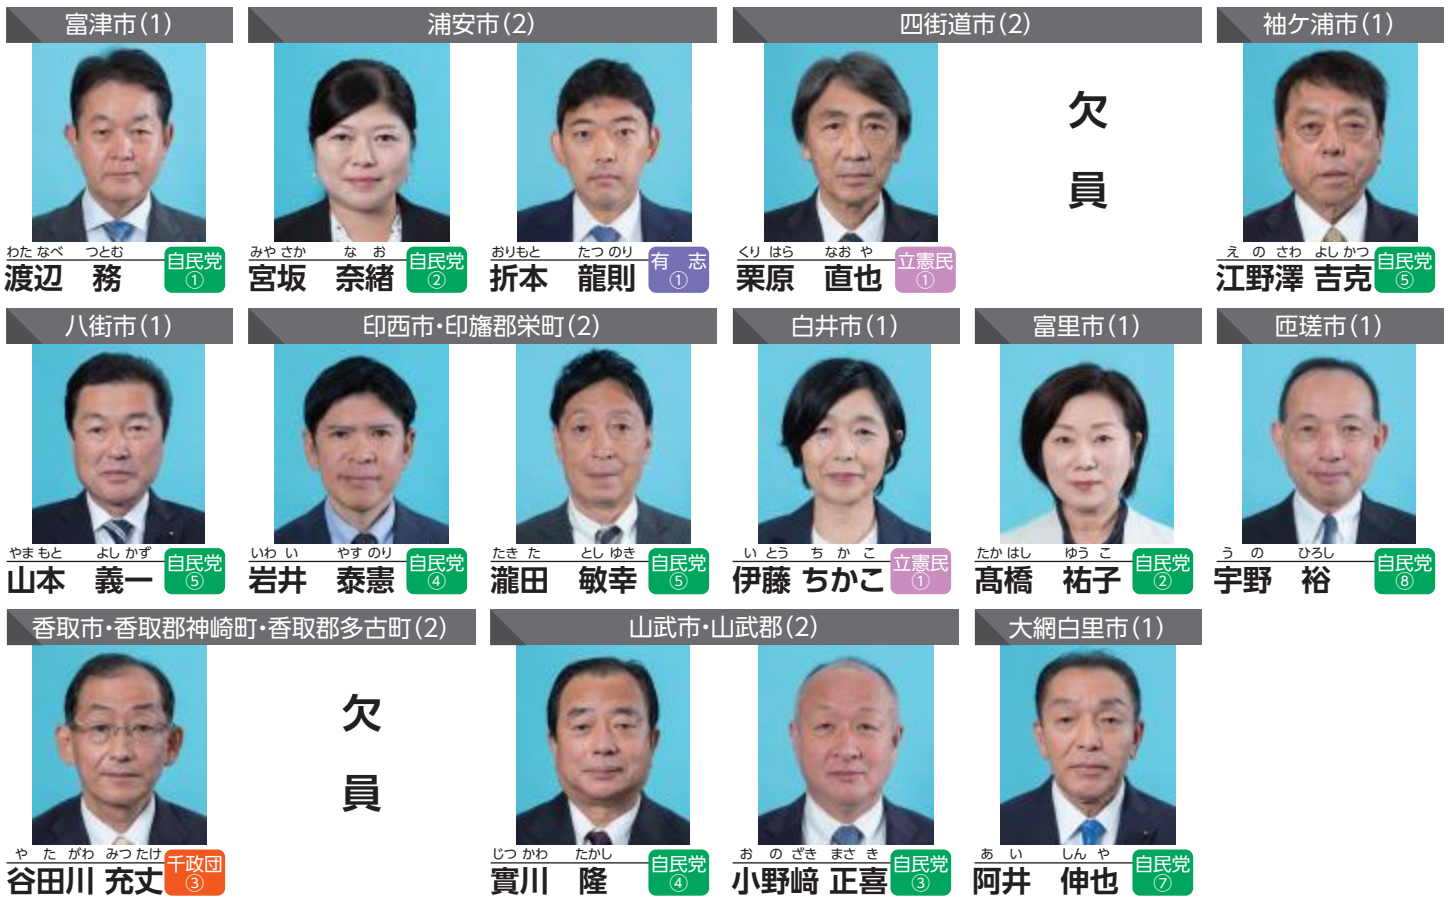 富津市(1)
浦安市(2)
四街道市(2)
袖ケ浦市(1)
欠
員
わたなべ つとむ
渡辺 務
自民党
①
みやさか なお
宮坂 奈緒
自民党
②
おりもと たつのり
折本 龍則
有志
①
くりはら なおや
栗原 直也
立憲民
①
えのさわ よしかつ
江野澤 吉克
自民党
⑤
八街市(1)
印西市・印旛郡栄町(2)
白井市(1)
富里市(1)
匝瑳市(1)
やまもと よしかず
山本 義一
自民党
⑤
いわい やすのり
岩井 泰憲
自民党
④
たきた としゆき
瀧田 敏幸
自民党
⑤
いとう ちかこ
伊藤 ちかこ
立憲民
①
たかはし ゆうこ
髙橋 祐子
自民党
②
うの ひろし
宇野 裕
自民党
⑧
香取市・香取郡神崎町・香取郡多古町(2)
山武市・山武郡(2)
大網白里市(1)
欠
員
やたがわ みつたけ
谷田川 充丈
千政団
③
じつかわ たかし
實川 隆
自民党
④
おのざき まさき
小野﨑 正喜
自民党
③
あい しんや
阿井 伸也
自民党
⑦